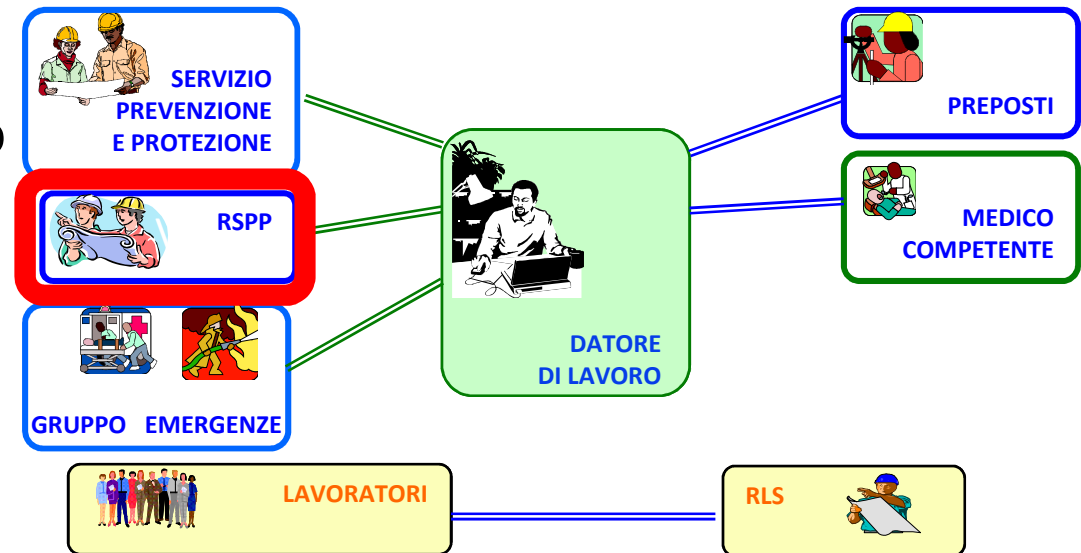 SERVIZIO
PREVENZIONE
E PROTEZIONE
RSPP
GRUPPO EMERGENZE
DATORE
DI LAVORO
PREPOSTI
MEDICO
COMPETENTE
LAVORATORI
RLS